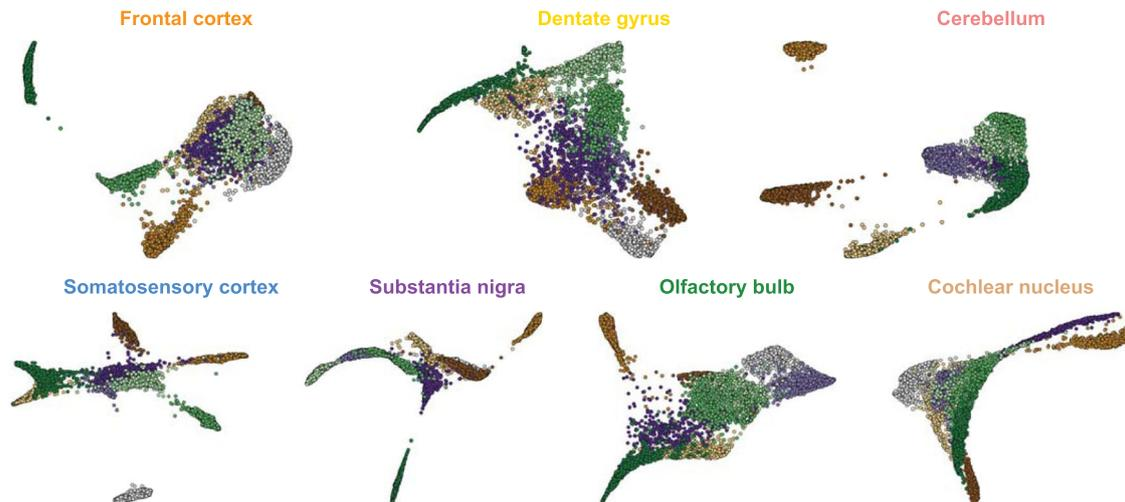 Frontal cortex
Dentate gyrus
Cerebellum
Somatosensory cortex
Substantia nigra
Olfactory bulb
Cochlear nucleus